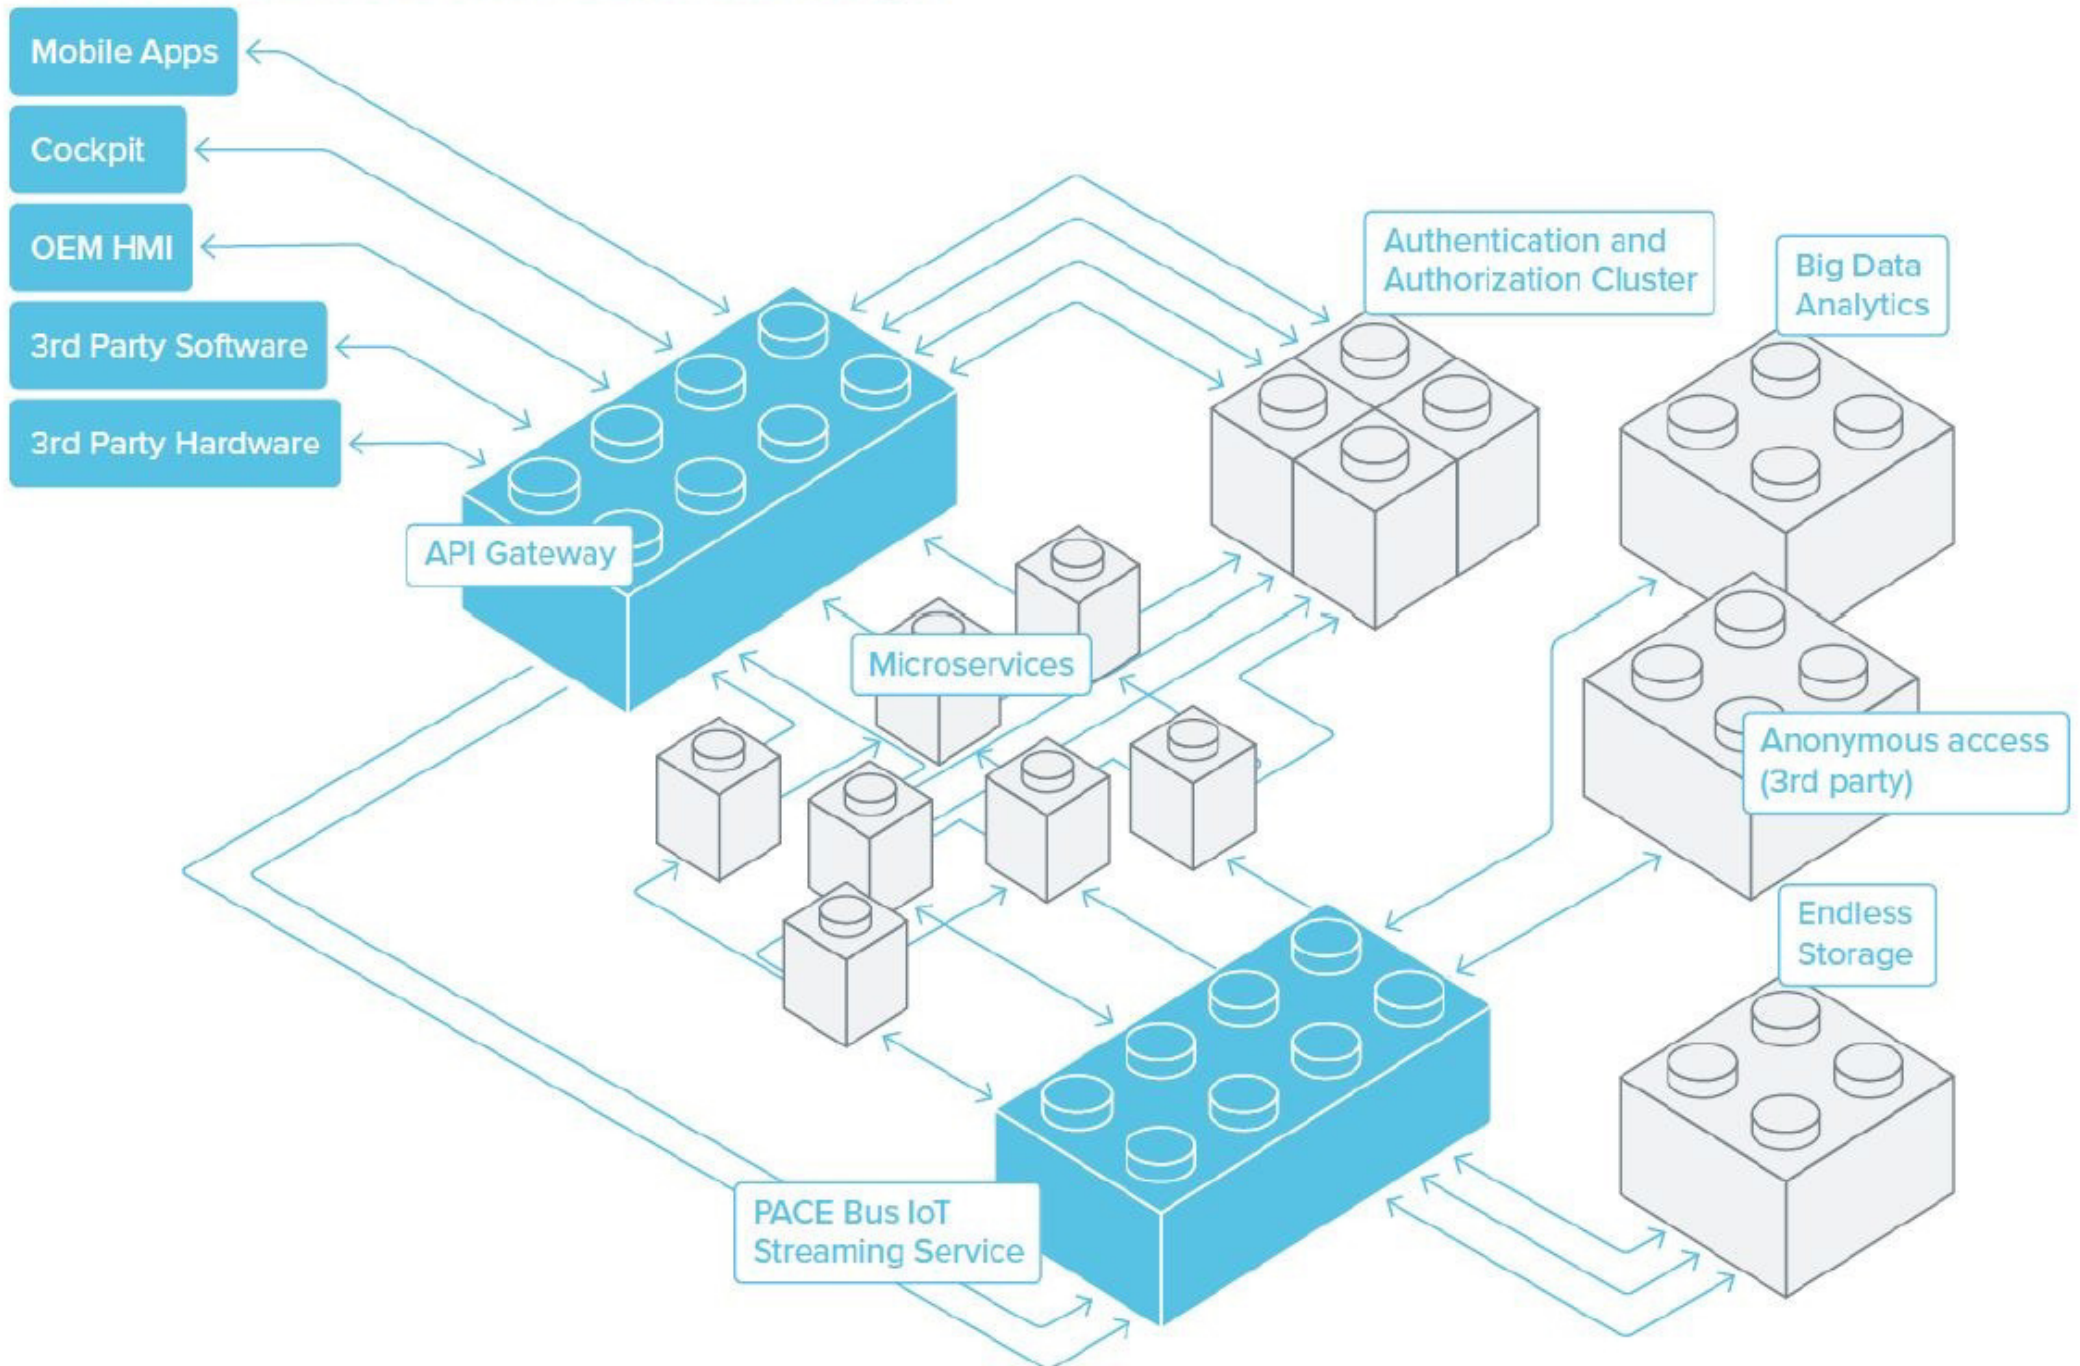 Mobile Apps
Cockpit
OEM HMI
3rd Party Software
3rd Party Hardware
API Gateway
Authentication and
Authorization Cluster
Big Data
Analytics
Microservices
Anonymous access
(3rd party)
Endless
Storage
PACE Bus IoT
Streaming Service